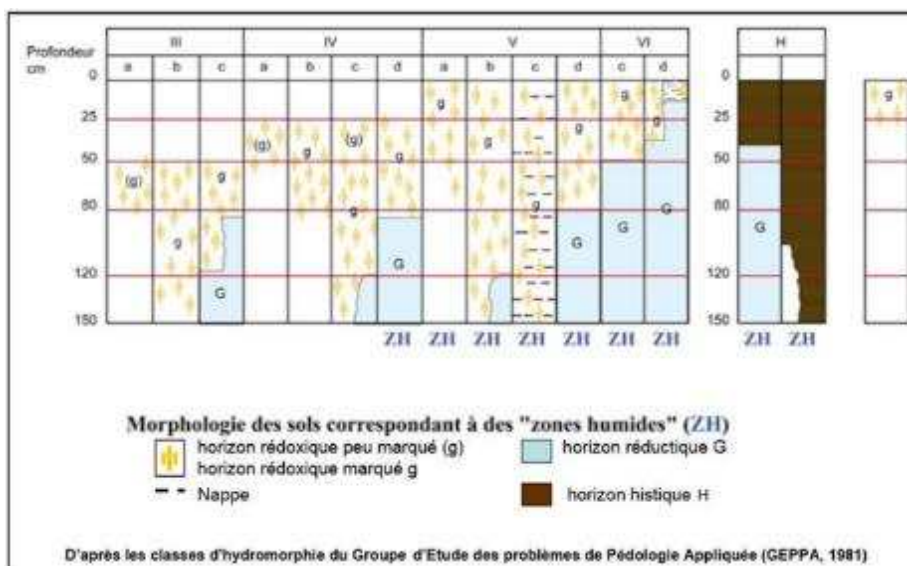 III IV V VI H
Profondeur
cm
a b c a b c d a b c d c d
0
25
50
80
120
150
g g g g
(g) g (g) g g g g
(g) g
g g
g G G G G
G G
ZH ZH ZH ZH ZH ZH ZH ZH ZH
Morphologie des sols correspondant à des "zones humides" (ZH)
horizon rédoxique peu marqué (g)
horizon rédoxique marqué g
Nappe
horizon réductique G
horizon histique H
D'après les classes d'hydromorphie du Groupe d'Etude des problèmes de Pédologie Appliquée (GEPPA, 1981)